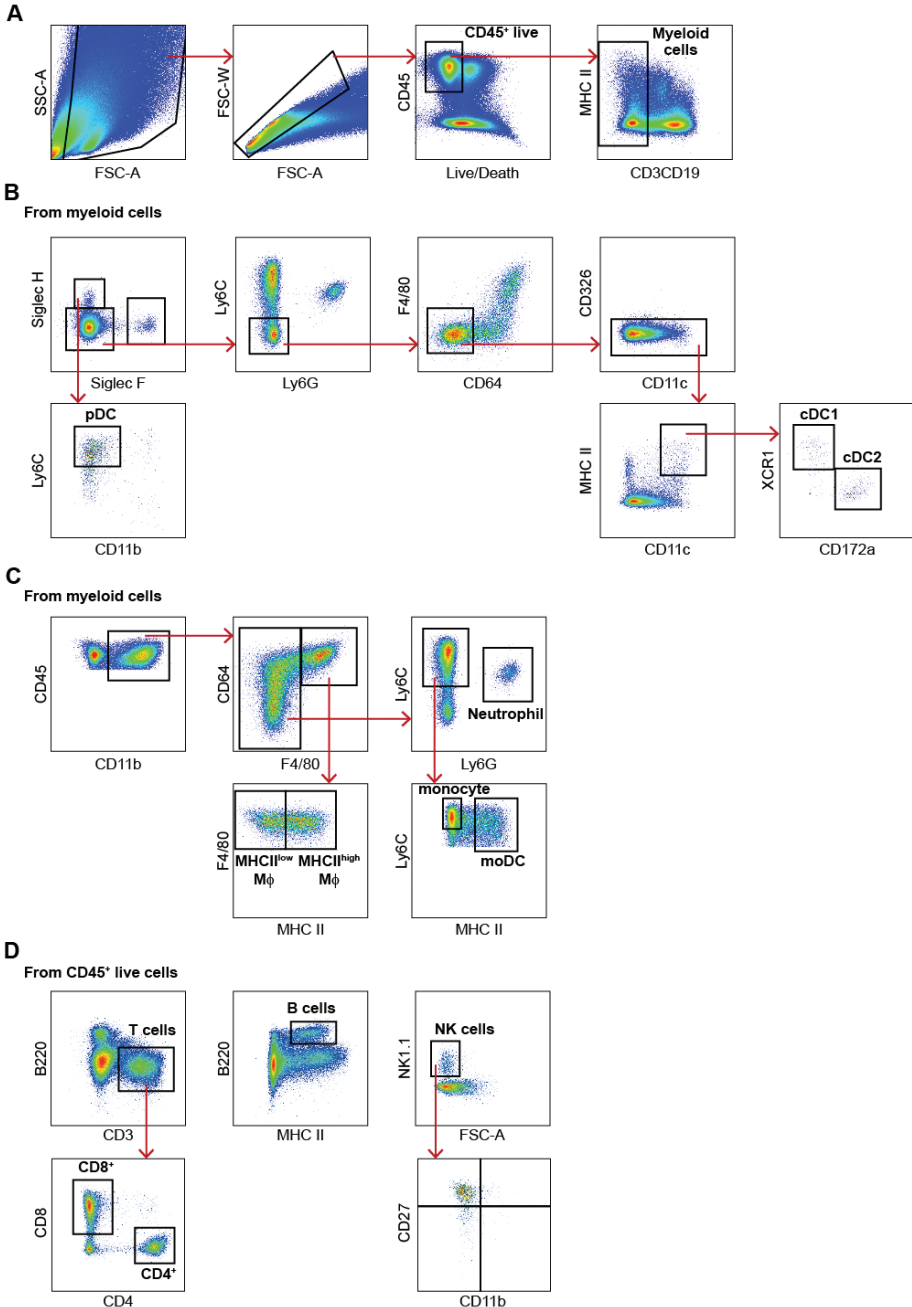 A
SSC-A
FSC-A
FSC-W
FSC-A
CD45⁺ live
CD45
Live/Death
Myeloid
cells
MHC II
CD3CD19
B
From myeloid cells
Siglec H
Siglec F
Ly6C
Ly6G
F4/80
CD64
CD326
CD11c
pDC
Ly6C
CD11b
MHC II
CD11c
cDC1
cDC2
XCR1
CD172a
C
From myeloid cells
CD45
CD11b
CD64
F4/80
Ly6C
Neutrophil
Ly6G
F4/80
MHCIIˡᵒʷ
Mϕ
MHCIIʰⁱᵍʰ
Mϕ
MHC II
monocyte
Ly6C
moDC
MHC II
D
From CD45⁺ live cells
T cells
B220
CD3
B cells
B220
MHC II
NK cells
NK1.1
FSC-A
CD8⁺
CD8
CD4⁺
CD4
CD27
CD11b